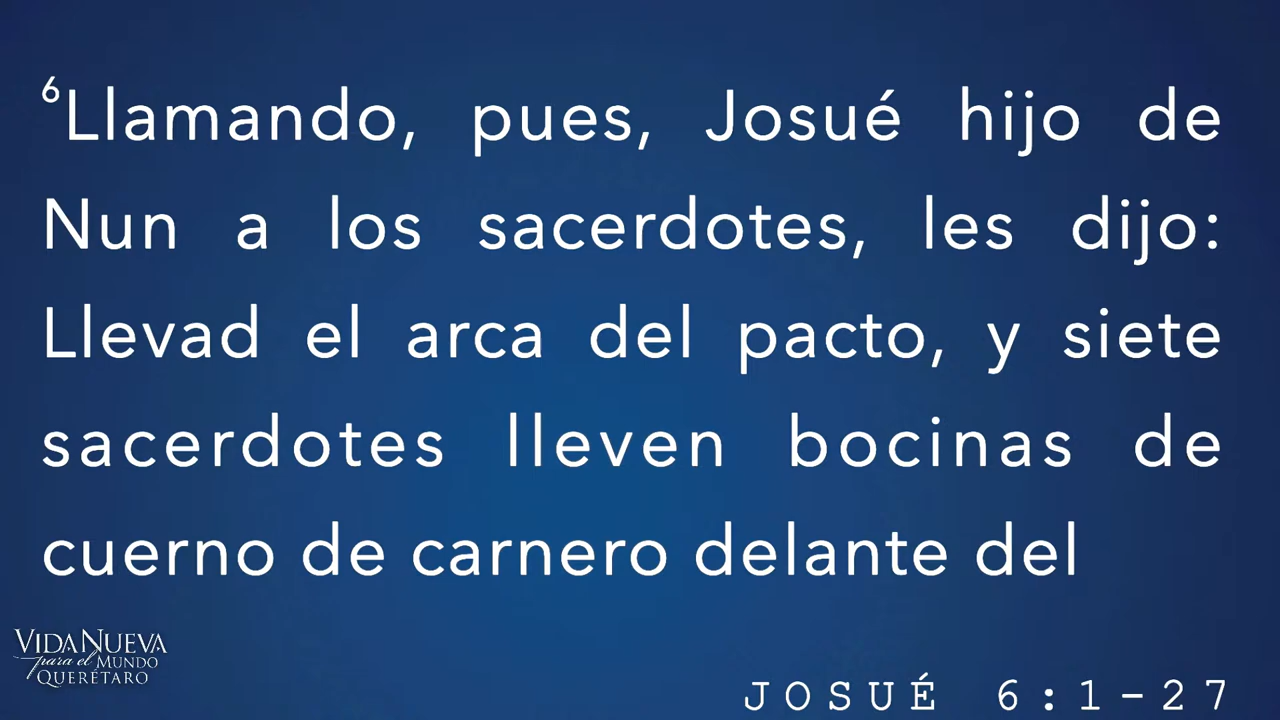 ⁶Llamando, pues, Josué hijo de
Nun a los sacerdotes, les dijo:
Llevad el arca del pacto, y siete
sacerdotes lleven bocinas de
cuerno de carnero delante del
VIDA NUEVA
para el MUNDO
QUERÉTARO
JOSUÉ 6:1-27